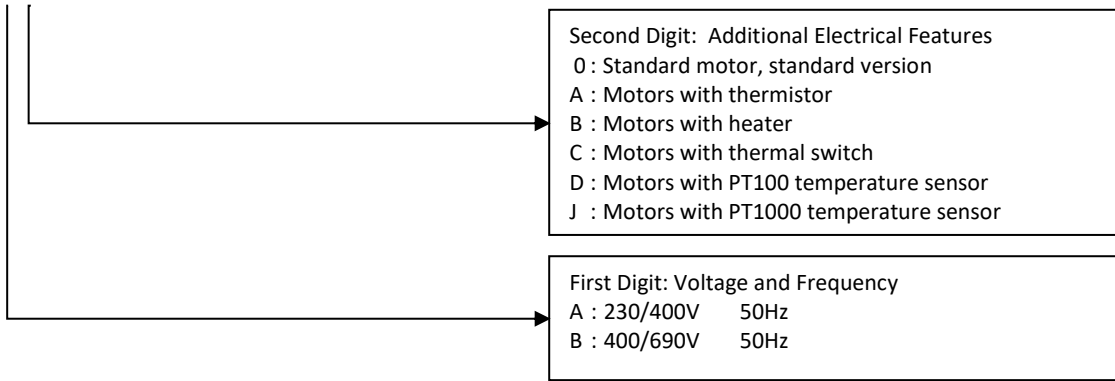 Second Digit: Additional Electrical Features
0 : Standard motor, standard version
A : Motors with thermistor
B : Motors with heater
C : Motors with thermal switch
D : Motors with PT100 temperature sensor
J : Motors with PT1000 temperature sensor
First Digit: Voltage and Frequency
A : 230/400V 50Hz
B : 400/690V 50Hz